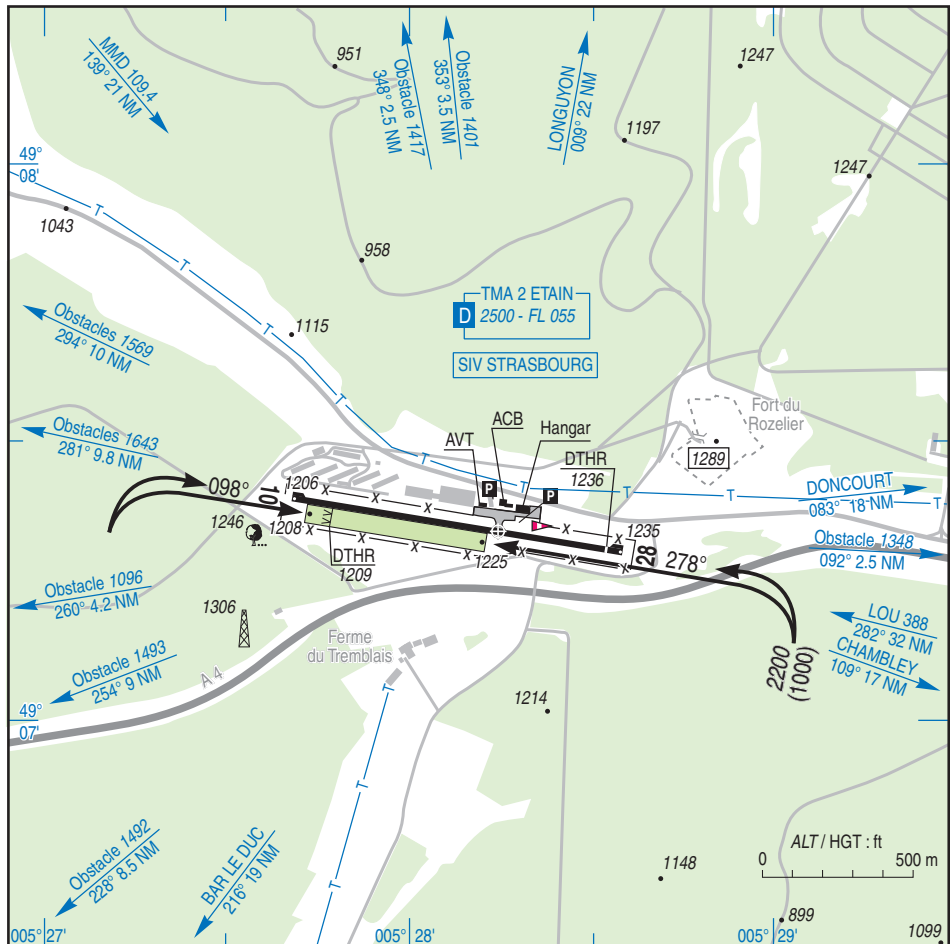 MMD 109.4
139° 21 NM
951
Obstacle 1417
348° 2.5 NM
Obstacle 1401
353° 3.5 NM
LONGUYON
009° 22 NM
1247
1197
1247
49°
08'
1043
T
T
T
T
T
T
T
T
958
1115
Obstacles 1569
294° 10 NM
TMA 2 ETAIN
D
2500 - FL 055
SIV STRASBOURG
Fort du
Rozelier
1289
Obstacles 1643
281° 9.8 NM
AVT
ACB
Hangar
DTHR
1236
P
P
DONCOURT
083° 18 NM
098°
10
1206
x
x
x
x
1246
1208
x
x
x
x
1235
DTHR
1209
1225
x
x
x
28
278°
Obstacle 1348
092° 2.5 NM
Obstacle 1096
260° 4.2 NM
1306
Ferme
du Tremblais
LOU 388
282° 32 NM
CHAMBLEY
109° 17 NM
2200
(1000)
Obstacle 1493
254° 9 NM
A 4
T
T
T
1214
49°
07'
Obstacle 1492
228° 8.5 NM
BAR LE DUC
216° 19 NM
1148
ALT / HGT : ft
0
500 m
899
1099
005° 27'
005° 28'
005° 29'